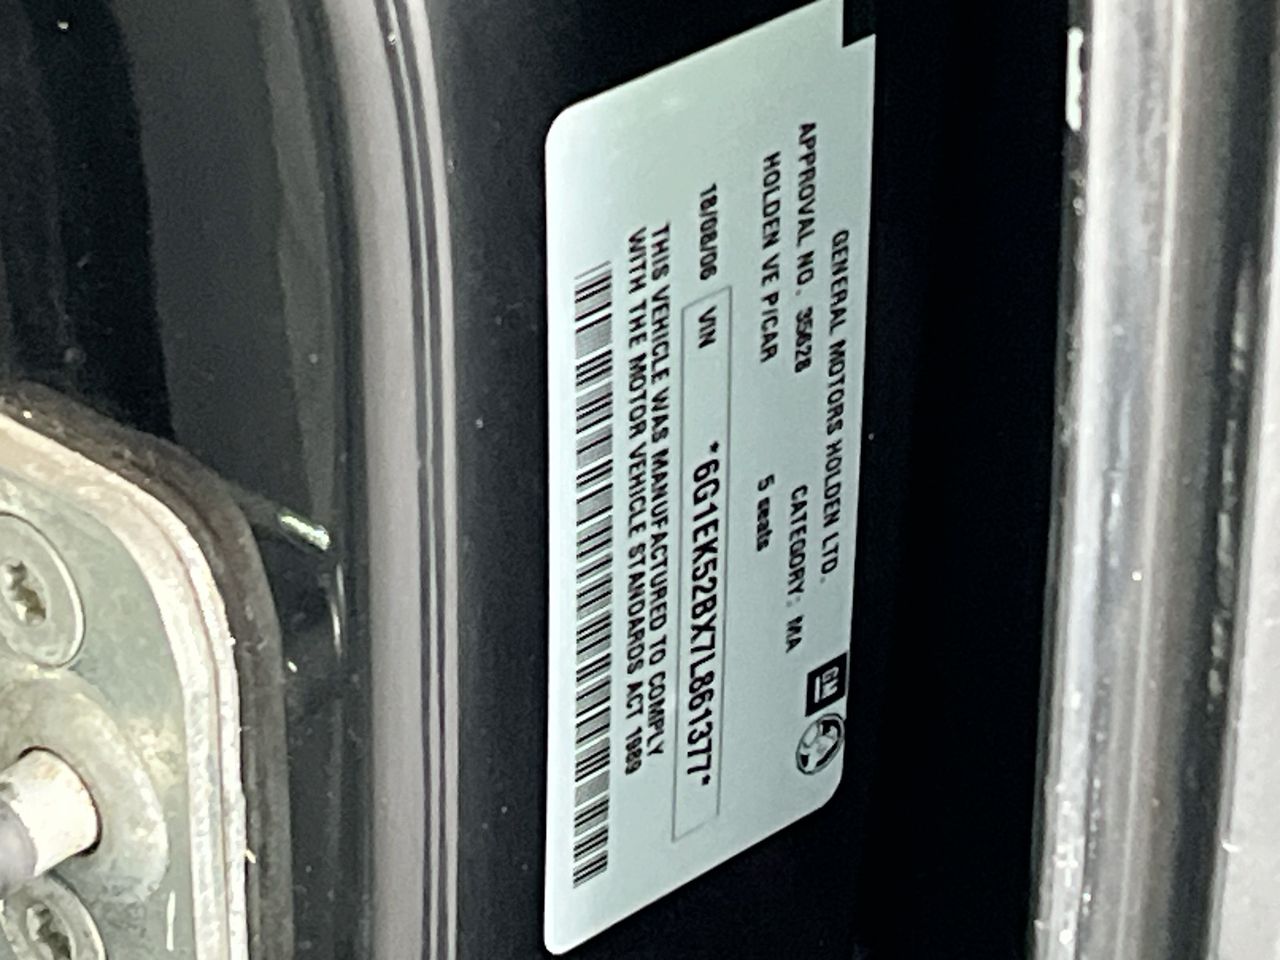 GENERAL MOTORS HOLDEN LTD.
APPROVAL NO. 35628 CATEGORY: MA
HOLDEN VE P/CAR 5 seats
18/08/06 VIN *6G1EK52BX7L861377*
THIS VEHICLE WAS MANUFACTURED TO COMPLY
WITH THE MOTOR VEHICLE STANDARDS ACT 1989
GM